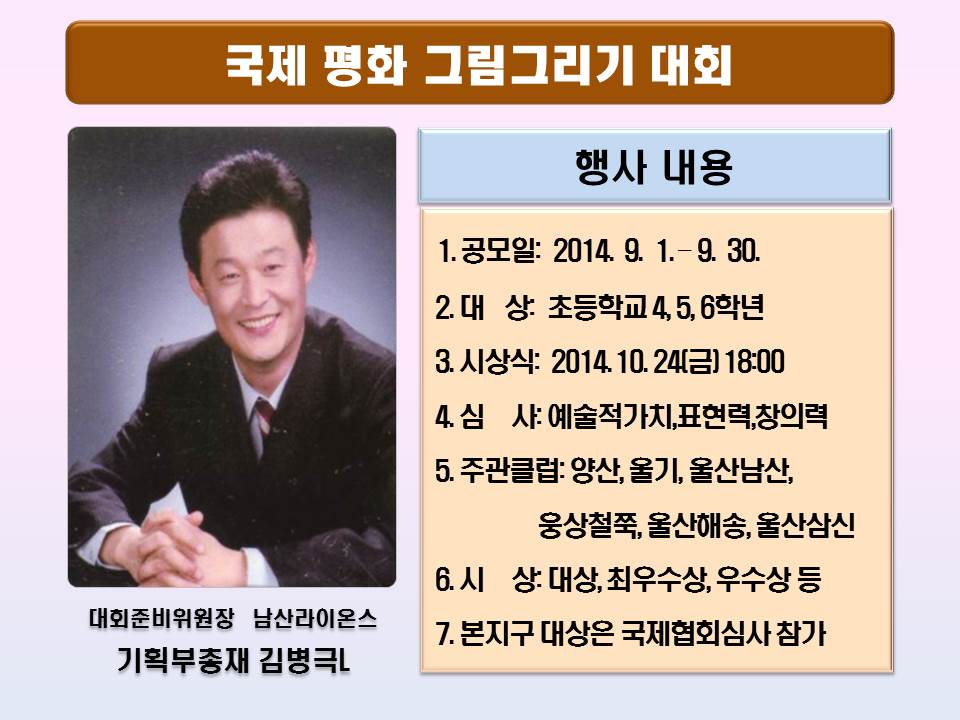 국제 평화 그림그리기 대회
행사 내용
1. 공모일: 2014. 9. 1. – 9. 30.
2. 대 상: 초등학교 4, 5, 6학년
3. 시상식: 2014. 10. 24(금) 18:00
4. 심 사: 예술적가치,표현력,창의력
5. 주관클럽: 양산, 울기, 울산남산,
웅상철쭉, 울산해송, 울산삼신
6. 시 상: 대상, 최우수상, 우수상 등
7. 본지구 대상은 국제협회심사 참가
대회준비위원장 남산라이온스
기획부총재 김병극L